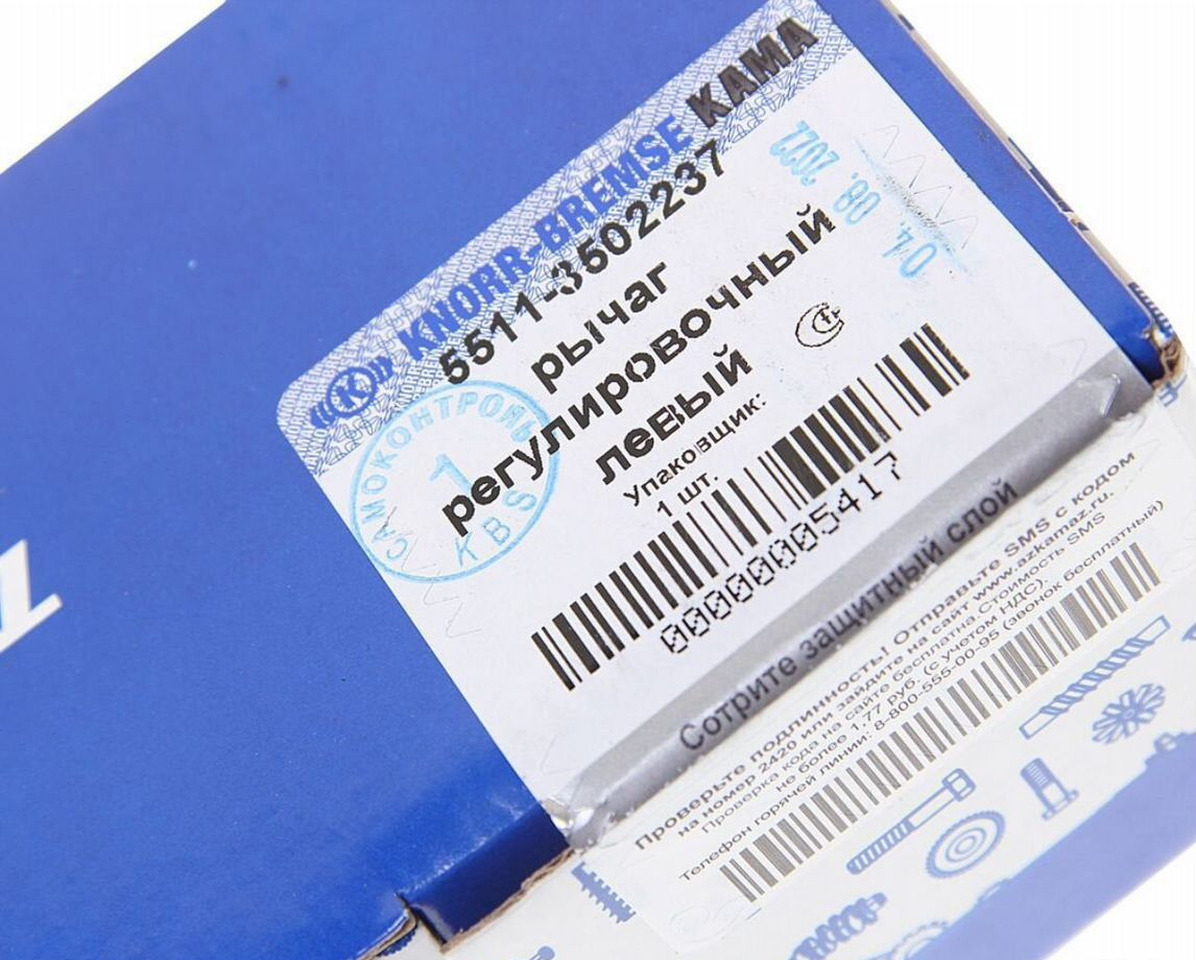 KNORR-BREMSE КАМА
5511-3502237
рычаг
регулировочный
левый
Упаковщик:
1 шт.
04. 08. 2022
САМОКОНТРОЛЬ
1
KBS
0000000005417
Сотрите защитный слой
Проверьте подлинность! Отправьте SMS с кодом
на номер 2420 или зайдите на сайт www.azkamaz.ru.
Проверка кода на сайте бесплатна. Стоимость SMS
не более 1,77 руб. (с учетом НДС).
Телефон горячей линии: 8-800-555-00-95 (звонок бесплатный)